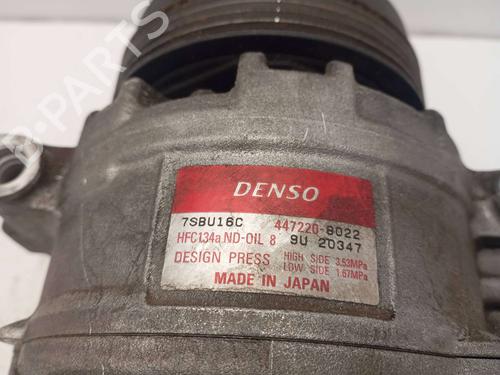 DENSO
7SBU16C 447220-8022
HFC134a ND-OIL 8 9U 20347
DESIGN PRESS HIGH SIDE 3.53MPa
LOW SIDE 1.67MPa
MADE IN JAPAN